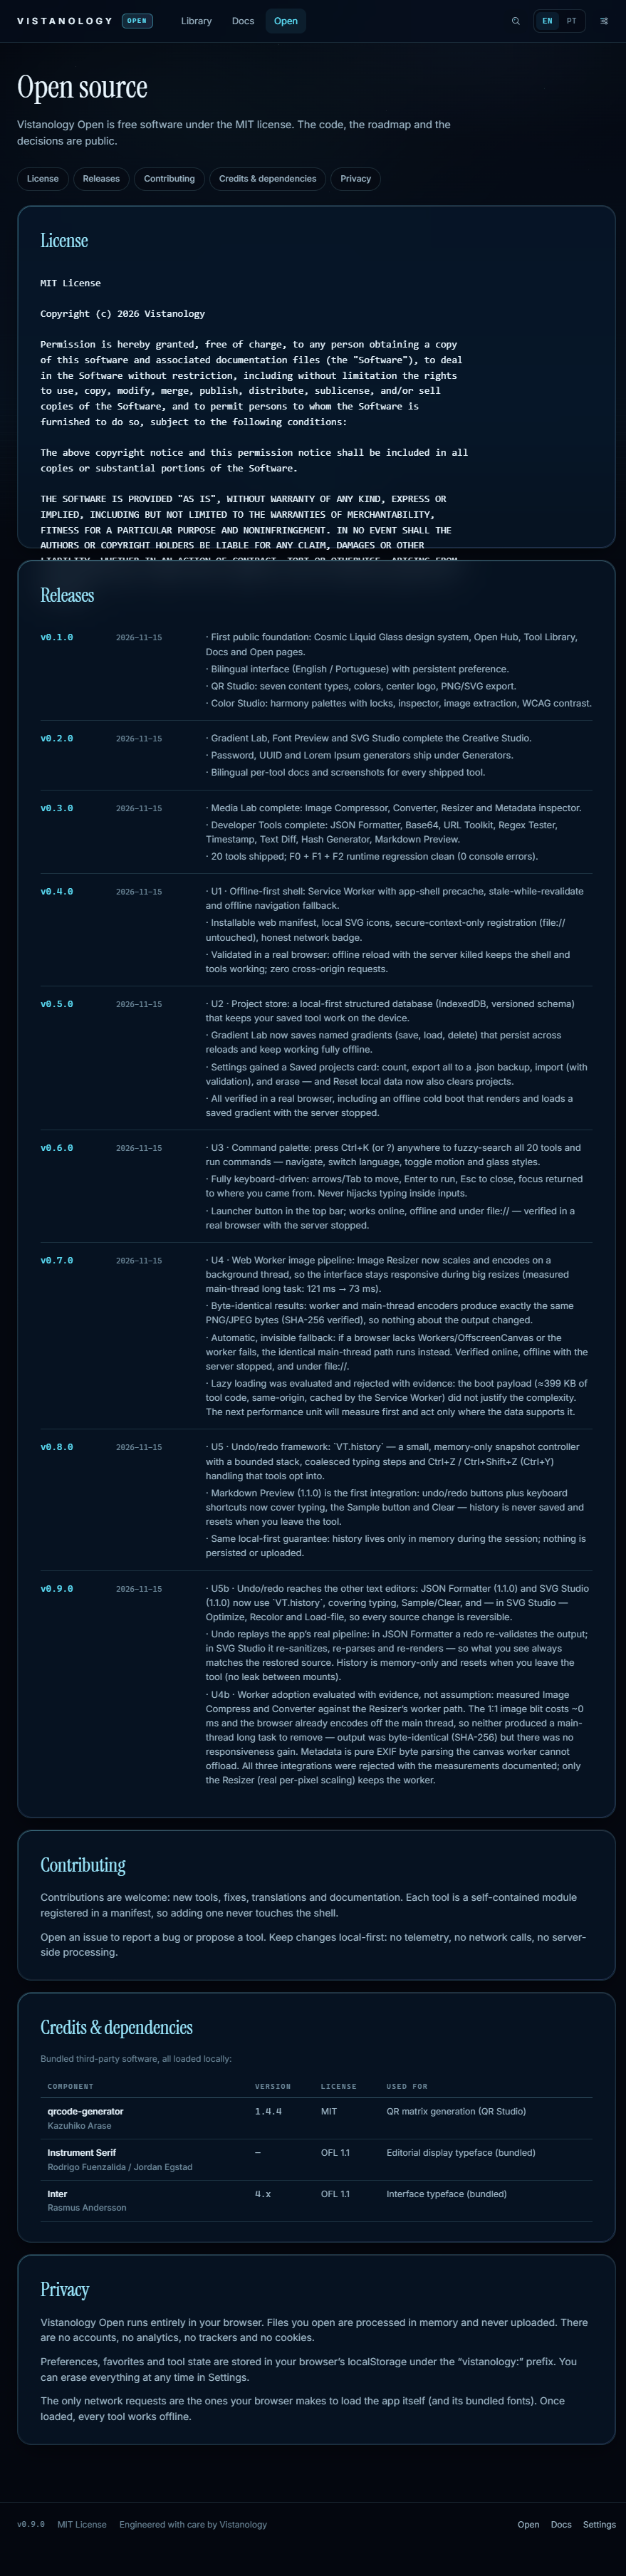 VISTANOLOGY OPEN Library Docs Open EN PT
Open source
Vistanology Open is free software under the MIT license. The code, the roadmap and the
decisions are public.
License Releases Contributing Credits & dependencies Privacy
License
MIT License
Copyright (c) 2026 Vistanology
Permission is hereby granted, free of charge, to any person obtaining a copy
of this software and associated documentation files (the "Software"), to deal
in the Software without restriction, including without limitation the rights
to use, copy, modify, merge, publish, distribute, sublicense, and/or sell
copies of the Software, and to permit persons to whom the Software is
furnished to do so, subject to the following conditions:
The above copyright notice and this permission notice shall be included in all
copies or substantial portions of the Software.
THE SOFTWARE IS PROVIDED "AS IS", WITHOUT WARRANTY OF ANY KIND, EXPRESS OR
IMPLIED, INCLUDING BUT NOT LIMITED TO THE WARRANTIES OF MERCHANTABILITY,
FITNESS FOR A PARTICULAR PURPOSE AND NONINFRINGEMENT. IN NO EVENT SHALL THE
AUTHORS OR COPYRIGHT HOLDERS BE LIABLE FOR ANY CLAIM, DAMAGES OR OTHER
Releases
v0.1.0 2026-11-15 · First public foundation: Cosmic Liquid Glass design system, Open Hub, Tool Library,
Docs and Open pages.
· Bilingual interface (English / Portuguese) with persistent preference.
· QR Studio: seven content types, colors, center logo, PNG/SVG export.
· Color Studio: harmony palettes with locks, inspector, image extraction, WCAG contrast.
v0.2.0 2026-11-15 · Gradient Lab, Font Preview and SVG Studio complete the Creative Studio.
· Password, UUID and Lorem Ipsum generators ship under Generators.
· Bilingual per-tool docs and screenshots for every shipped tool.
v0.3.0 2026-11-15 · Media Lab complete: Image Compressor, Converter, Resizer and Metadata inspector.
· Developer Tools complete: JSON Formatter, Base64, URL Toolkit, Regex Tester,
Timestamp, Text Diff, Hash Generator, Markdown Preview.
· 20 tools shipped; F0 + F1 + F2 runtime regression clean (0 console errors).
v0.4.0 2026-11-15 · U1 · Offline-first shell: Service Worker with app-shell precache, stale-while-revalidate
and offline navigation fallback.
· Installable web manifest, local SVG icons, secure-context-only registration (file://
untouched), honest network badge.
· Validated in a real browser: offline reload with the server killed keeps the shell and
tools working; zero cross-origin requests.
v0.5.0 2026-11-15 · U2 · Project store: a local-first structured database (IndexedDB, versioned schema)
that keeps your saved tool work on the device.
· Gradient Lab now saves named gradients (save, load, delete) that persist across
reloads and keep working fully offline.
· Settings gained a Saved projects card: count, export all to a .json backup, import (with
validation), and erase — and Reset local data now also clears projects.
· All verified in a real browser, including an offline cold boot that renders and loads a
saved gradient with the server stopped.
v0.6.0 2026-11-15 · U3 · Command palette: press Ctrl+K (or ?) anywhere to fuzzy-search all 20 tools and
run commands — navigate, switch language, toggle motion and glass styles.
· Fully keyboard-driven: arrows/Tab to move, Enter to run, Esc to close, focus returned
to where you came from. Never hijacks typing inside inputs.
· Launcher button in the top bar; works online, offline and under file:// — verified in a
real browser with the server stopped.
v0.7.0 2026-11-15 · U4 · Web Worker image pipeline: Image Resizer now scales and encodes on a
background thread, so the interface stays responsive during big resizes (measured
main-thread long task: 121 ms → 73 ms).
· Byte-identical results: worker and main-thread encoders produce exactly the same
PNG/JPEG bytes (SHA-256 verified), so nothing about the output changed.
· Automatic, invisible fallback: if a browser lacks Workers/OffscreenCanvas or the
worker fails, the identical main-thread path runs instead. Verified online, offline with the
server stopped, and under file://.
· Lazy loading was evaluated and rejected with evidence: the boot payload (≈399 KB of
tool code, same-origin, cached by the Service Worker) did not justify the complexity.
The next performance unit will measure first and act only where the data supports it.
v0.8.0 2026-11-15 · U5 · Undo/redo framework: `VT.history` — a small, memory-only snapshot controller
with a bounded stack, coalesced typing steps and Ctrl+Z / Ctrl+Shift+Z (Ctrl+Y)
handling that tools opt into.
· Markdown Preview (1.1.0) is the first integration: undo/redo buttons plus keyboard
shortcuts now cover typing, the Sample button and Clear — history is never saved and
resets when you leave the tool.
· Same local-first guarantee: history lives only in memory during the session; nothing is
persisted or uploaded.
v0.9.0 2026-11-15 · U5b · Undo/redo reaches the other text editors: JSON Formatter (1.1.0) and SVG Studio
(1.1.0) now use `VT.history`, covering typing, Sample/Clear, and — in SVG Studio —
Optimize, Recolor and Load-file, so every source change is reversible.
· Undo replays the app's real pipeline: in JSON Formatter a redo re-validates the output;
in SVG Studio it re-sanitizes, re-parses and re-renders — so what you see always
matches the restored source. History is memory-only and resets when you leave the
tool (no leak between mounts).
· U4b · Worker adoption evaluated with evidence, not assumption: measured Image
Compress and Converter against the Resizer's worker path. The 1:1 image blit costs ~0
ms and the browser already encodes off the main thread, so neither produced a main-
thread long task to remove — output was byte-identical (SHA-256) but there was no
responsiveness gain. Metadata is pure EXIF byte parsing the canvas worker cannot
offload. All three integrations were rejected with the measurements documented; only
the Resizer (real per-pixel scaling) keeps the worker.
Contributing
Contributions are welcome: new tools, fixes, translations and documentation. Each tool is a self-contained module
registered in a manifest, so adding one never touches the shell.
Open an issue to report a bug or propose a tool. Keep changes local-first: no telemetry, no network calls, no server-
side processing.
Credits & dependencies
Bundled third-party software, all loaded locally:
COMPONENT VERSION LICENSE USED FOR
qrcode-generator 1.4.4 MIT QR matrix generation (QR Studio)
Kazuhiko Arase
Instrument Serif — OFL 1.1 Editorial display typeface (bundled)
Rodrigo Fuenzalida / Jordan Egstad
Inter 4.x OFL 1.1 Interface typeface (bundled)
Rasmus Andersson
Privacy
Vistanology Open runs entirely in your browser. Files you open are processed in memory and never uploaded. There
are no accounts, no analytics, no trackers and no cookies.
Preferences, favorites and tool state are stored in your browser's localStorage under the "vistanology:" prefix. You
can erase everything at any time in Settings.
The only network requests are the ones your browser makes to load the app itself (and its bundled fonts). Once
loaded, every tool works offline.
v0.9.0 MIT License Engineered with care by Vistanology Open Docs Settings